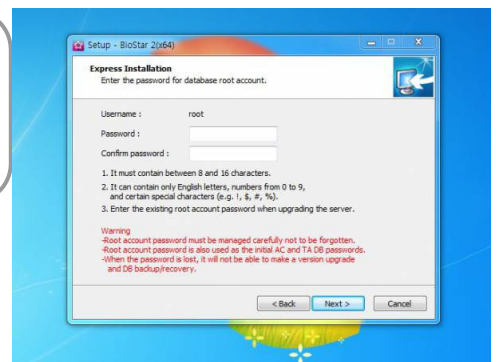 Setup - BioStar 2(x64)
Express Installation
Enter the password for database root account.
Username : root
Password :
Confirm password :
1. It must contain between 8 and 16 characters.
2. It can contain only English letters, numbers from 0 to 9,
and certain special characters (e.g. !, $, #, %).
3. Enter the existing root account password when upgrading the server.
Warning
-Root account password must be managed carefully not to be forgotten.
-Root account password is also used as the initial AC and TA DB passwords.
-When the password is lost, it will not be able to make a version upgrade
and DB backup/recovery.
< Back Next > Cancel